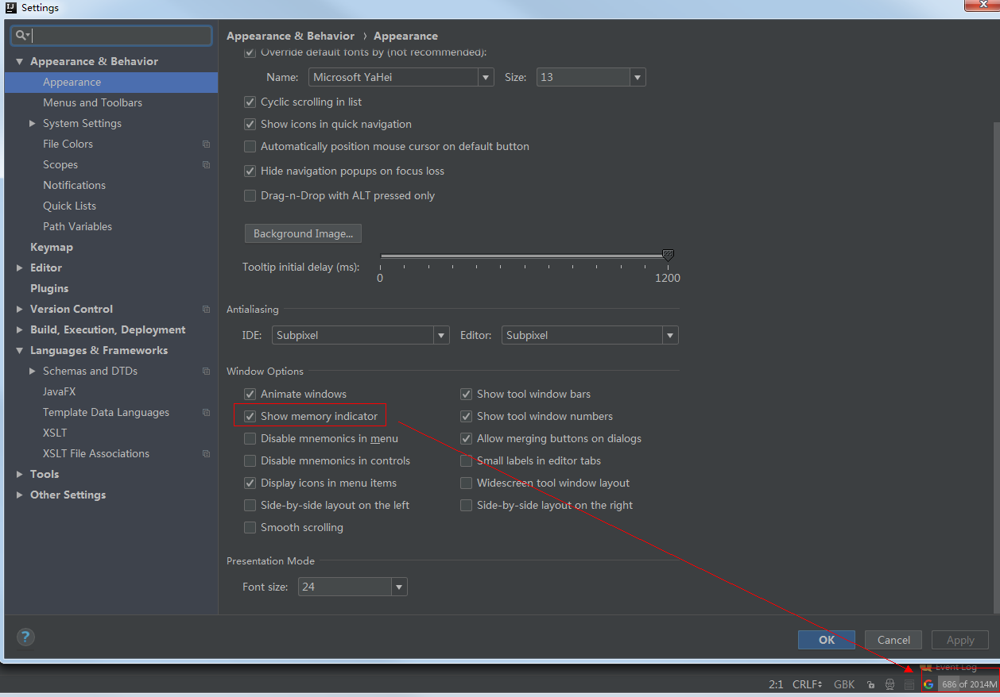 Settings
Appearance & Behavior
Appearance
Menus and Toolbars
System Settings
File Colors
Scopes
Notifications
Quick Lists
Path Variables
Keymap
Editor
Plugins
Version Control
Build, Execution, Deployment
Languages & Frameworks
Schemas and DTDs
JavaFX
Template Data Languages
XSLT
XSLT File Associations
Tools
Other Settings
Appearance & Behavior › Appearance
Override default fonts by (not recommended):
Name: Microsoft YaHei Size: 13
Cyclic scrolling in list
Show icons in quick navigation
Automatically position mouse cursor on default button
Hide navigation popups on focus loss
Drag-n-Drop with ALT pressed only
Background Image...
Tooltip initial delay (ms):
0 1200
Antialiasing
IDE: Subpixel Editor: Subpixel
Window Options
Animate windows Show tool window bars
Show memory indicator Show tool window numbers
Disable mnemonics in menu Allow merging buttons on dialogs
Disable mnemonics in controls Small labels in editor tabs
Display icons in menu items Widescreen tool window layout
Side-by-side layout on the left Side-by-side layout on the right
Smooth scrolling
Presentation Mode
Font size: 24
? OK Cancel Apply
Event Log
2:1 CRLF GBK 686 of 2014M